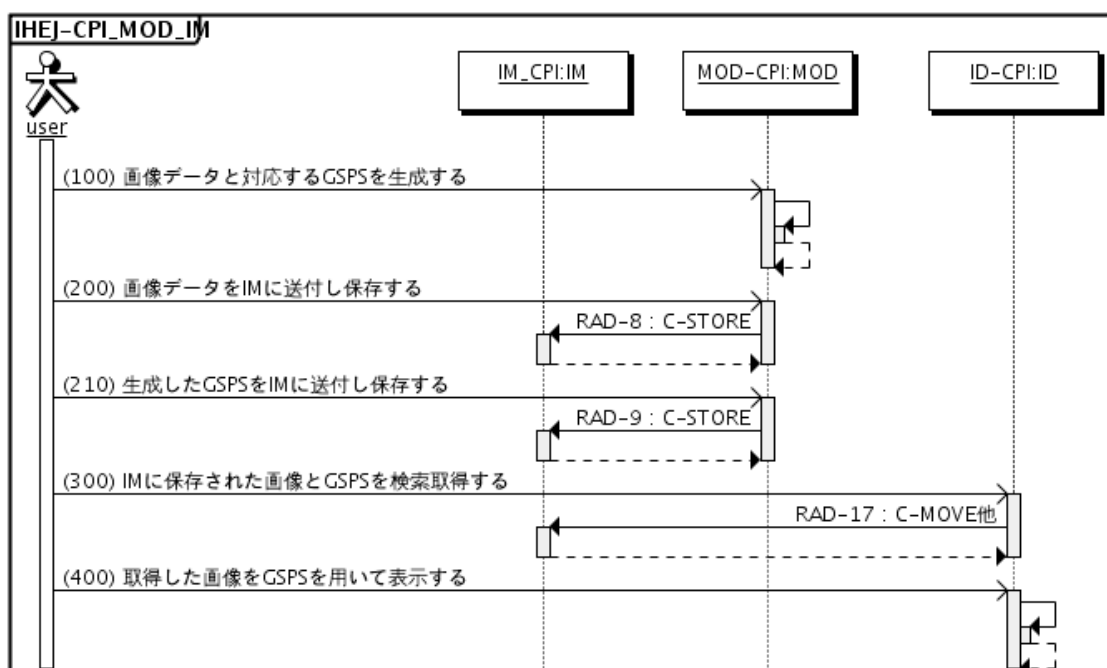 IHEJ-CPI_MOD_IM
user
IM_CPI:IM
MOD-CPI:MOD
ID-CPI:ID
(100) 画像データと対応するGSPSを生成する
(200) 画像データをIMに送付し保存する
RAD-8 : C-STORE
(210) 生成したGSPSをIMに送付し保存する
RAD-9 : C-STORE
(300) IMに保存された画像とGSPSを検索取得する
RAD-17 : C-MOVE他
(400) 取得した画像をGSPSを用いて表示する